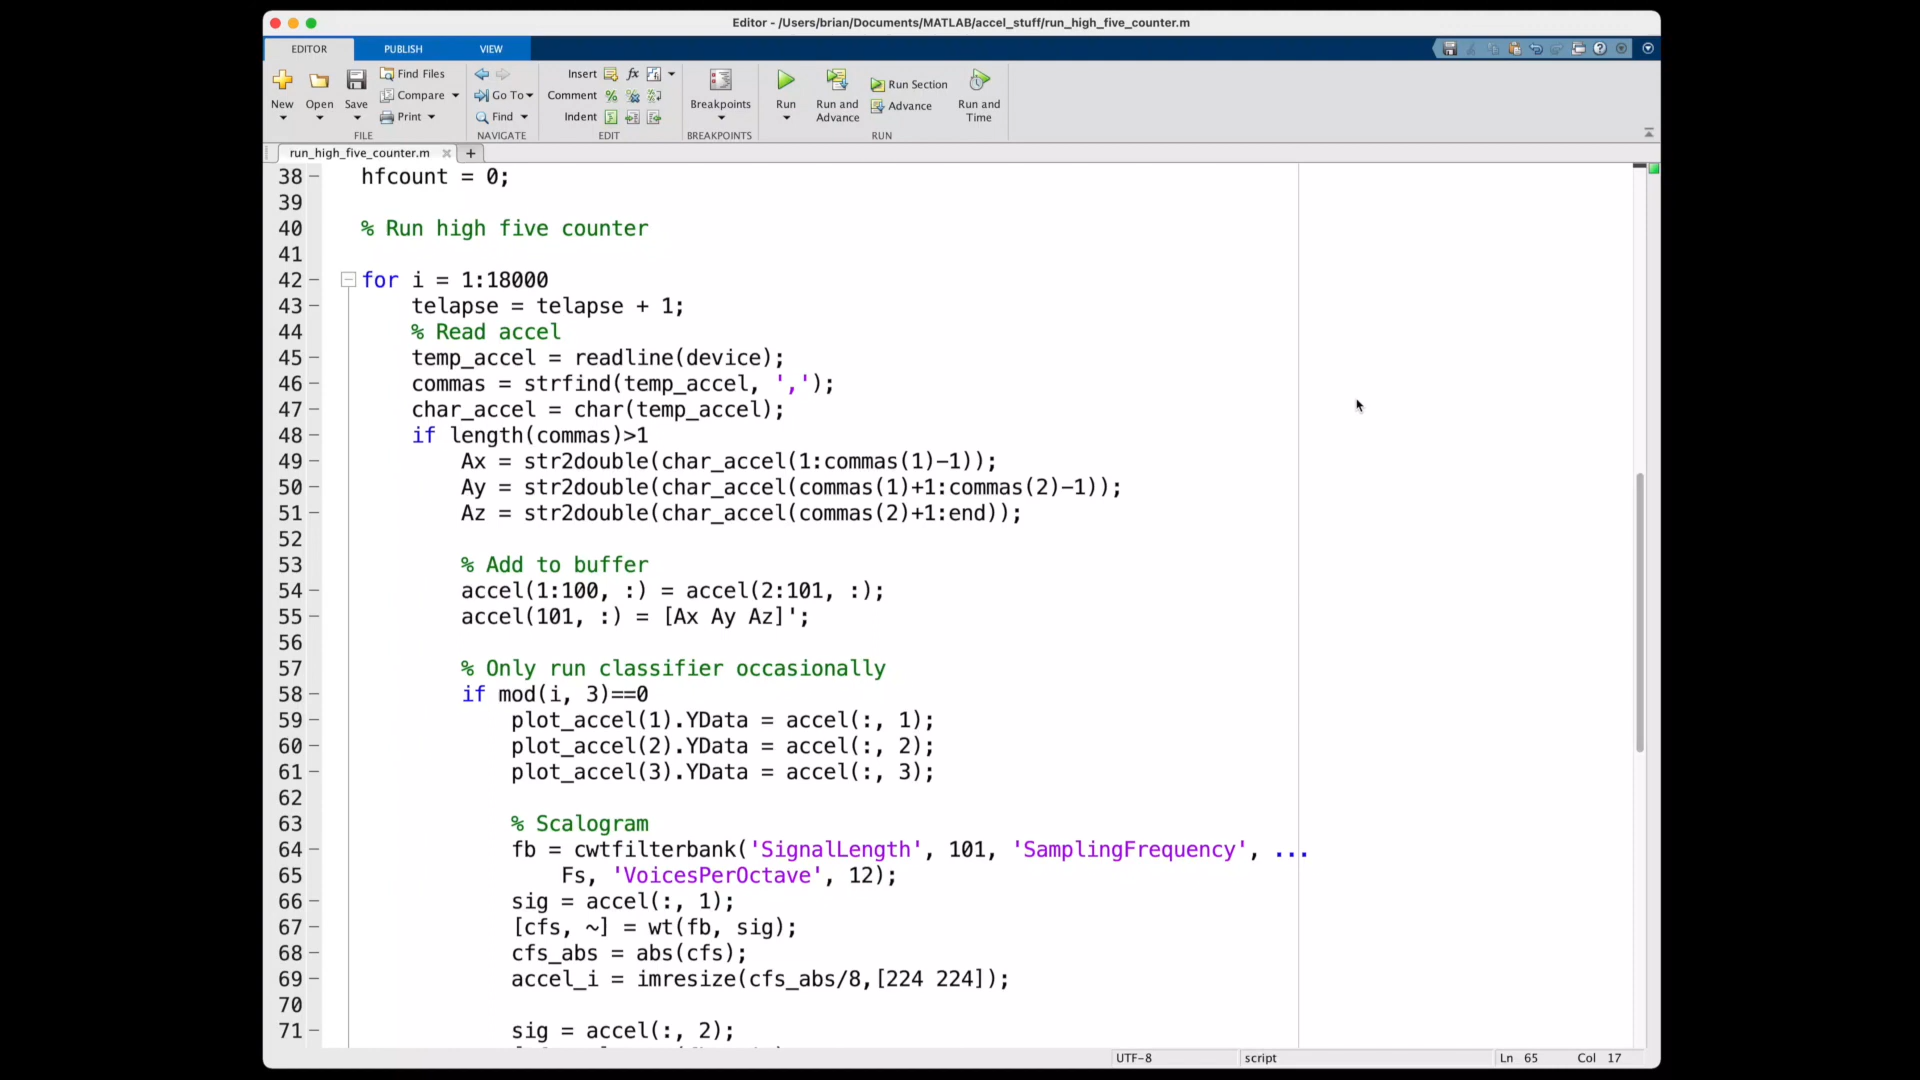 Editor - /Users/brian/Documents/MATLAB/accel_stuff/run_high_five_counter.m
EDITOR PUBLISH VIEW
New Open Save Find Files Compare Print FILE
Go To Find NAVIGATE
Insert fx Comment Indent EDIT
Breakpoints BREAKPOINTS
Run Run and Advance Run Section Advance Run and Time RUN
run_high_five_counter.m
38 hfcount = 0;
39
40 % Run high five counter
41
42 for i = 1:18000
43 telapse = telapse + 1;
44 % Read accel
45 temp_accel = readline(device);
46 commas = strfind(temp_accel, ',');
47 char_accel = char(temp_accel);
48 if length(commas)>1
49 Ax = str2double(char_accel(1:commas(1)-1));
50 Ay = str2double(char_accel(commas(1)+1:commas(2)-1));
51 Az = str2double(char_accel(commas(2)+1:end));
52
53 % Add to buffer
54 accel(1:100, :) = accel(2:101, :);
55 accel(101, :) = [Ax Ay Az]';
56
57 % Only run classifier occasionally
58 if mod(i, 3)==0
59 plot_accel(1).YData = accel(:, 1);
60 plot_accel(2).YData = accel(:, 2);
61 plot_accel(3).YData = accel(:, 3);
62
63 % Scalogram
64 fb = cwtfilterbank('SignalLength', 101, 'SamplingFrequency', ...
65 Fs, 'VoicesPerOctave', 12);
66 sig = accel(:, 1);
67 [cfs, ~] = wt(fb, sig);
68 cfs_abs = abs(cfs);
69 accel_i = imresize(cfs_abs/8,[224 224]);
70
71 sig = accel(:, 2);
UTF-8 script Ln 65 Col 17